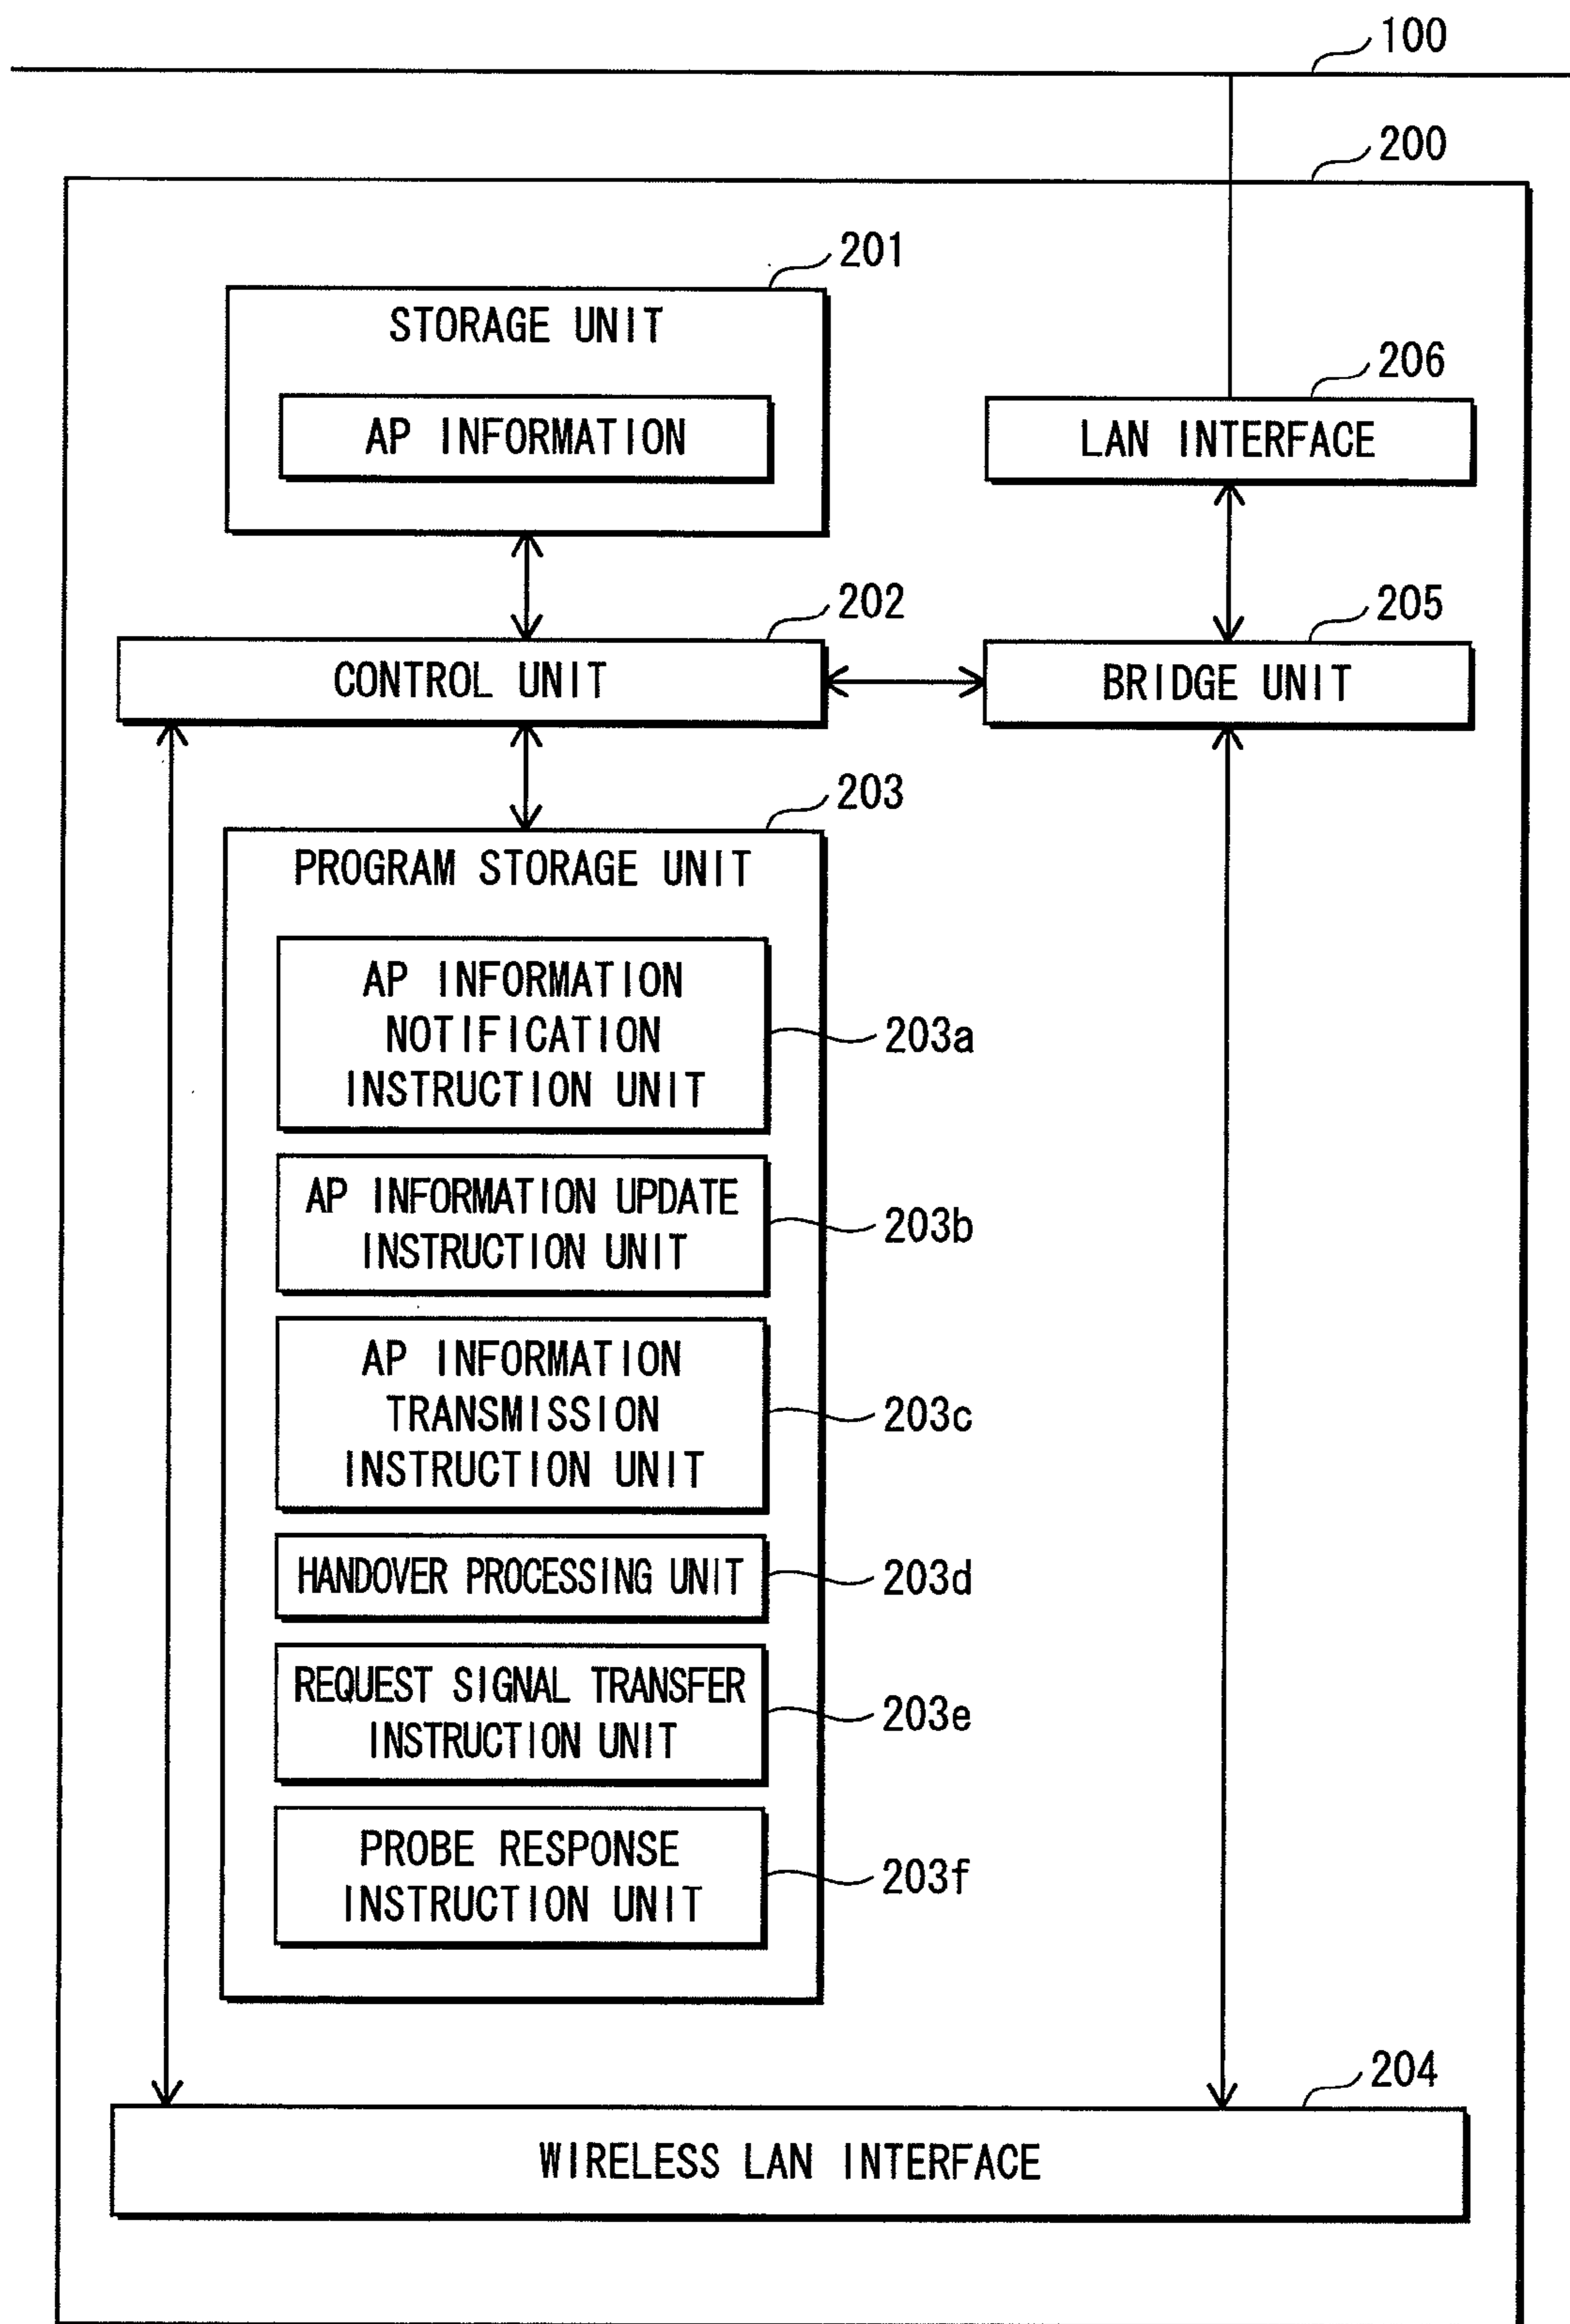 100
200
201
STORAGE UNIT
AP INFORMATION
206
LAN INTERFACE
202
CONTROL UNIT
205
BRIDGE UNIT
203
PROGRAM STORAGE UNIT
AP INFORMATION
NOTIFICATION
INSTRUCTION UNIT
203a
AP INFORMATION UPDATE
INSTRUCTION UNIT
203b
AP INFORMATION
TRANSMISSION
INSTRUCTION UNIT
203c
HANDOVER PROCESSING UNIT
203d
REQUEST SIGNAL TRANSFER
INSTRUCTION UNIT
203e
PROBE RESPONSE
INSTRUCTION UNIT
203f
204
WIRELESS LAN INTERFACE